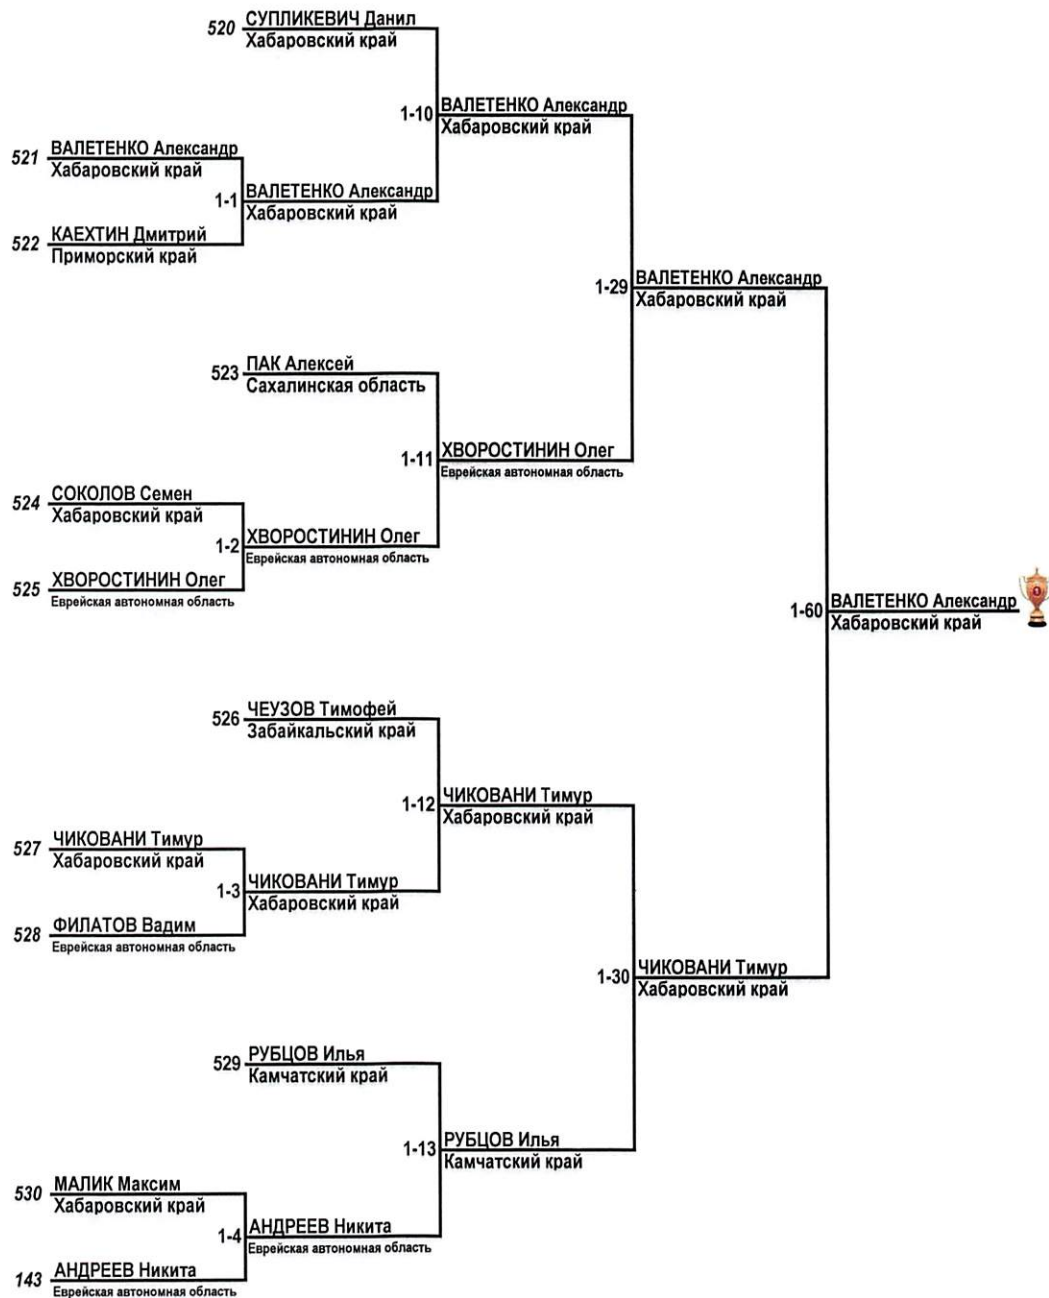 520
СУПЛИКЕВИЧ Данил
Хабаровский край
1-10
ВАЛЕТЕНКО Александр
Хабаровский край
521
ВАЛЕТЕНКО Александр
Хабаровский край
1-1
ВАЛЕТЕНКО Александр
Хабаровский край
522
КАЕХТИН Дмитрий
Приморский край
1-29
ВАЛЕТЕНКО Александр
Хабаровский край
523
ПАК Алексей
Сахалинская область
1-11
ХВОРОСТИНИН Олег
Еврейская автономная область
524
СОКОЛОВ Семен
Хабаровский край
1-2
ХВОРОСТИНИН Олег
Еврейская автономная область
525
ХВОРОСТИНИН Олег
Еврейская автономная область
1-60
ВАЛЕТЕНКО Александр
Хабаровский край
526
ЧЕУЗОВ Тимофей
Забайкальский край
1-12
ЧИКОВАНИ Тимур
Хабаровский край
527
ЧИКОВАНИ Тимур
Хабаровский край
1-3
ЧИКОВАНИ Тимур
Хабаровский край
528
ФИЛАТОВ Вадим
Еврейская автономная область
1-30
ЧИКОВАНИ Тимур
Хабаровский край
529
РУБЦОВ Илья
Камчатский край
1-13
РУБЦОВ Илья
Камчатский край
530
МАЛИК Максим
Хабаровский край
1-4
АНДРЕЕВ Никита
Еврейская автономная область
143
АНДРЕЕВ Никита
Еврейская автономная область